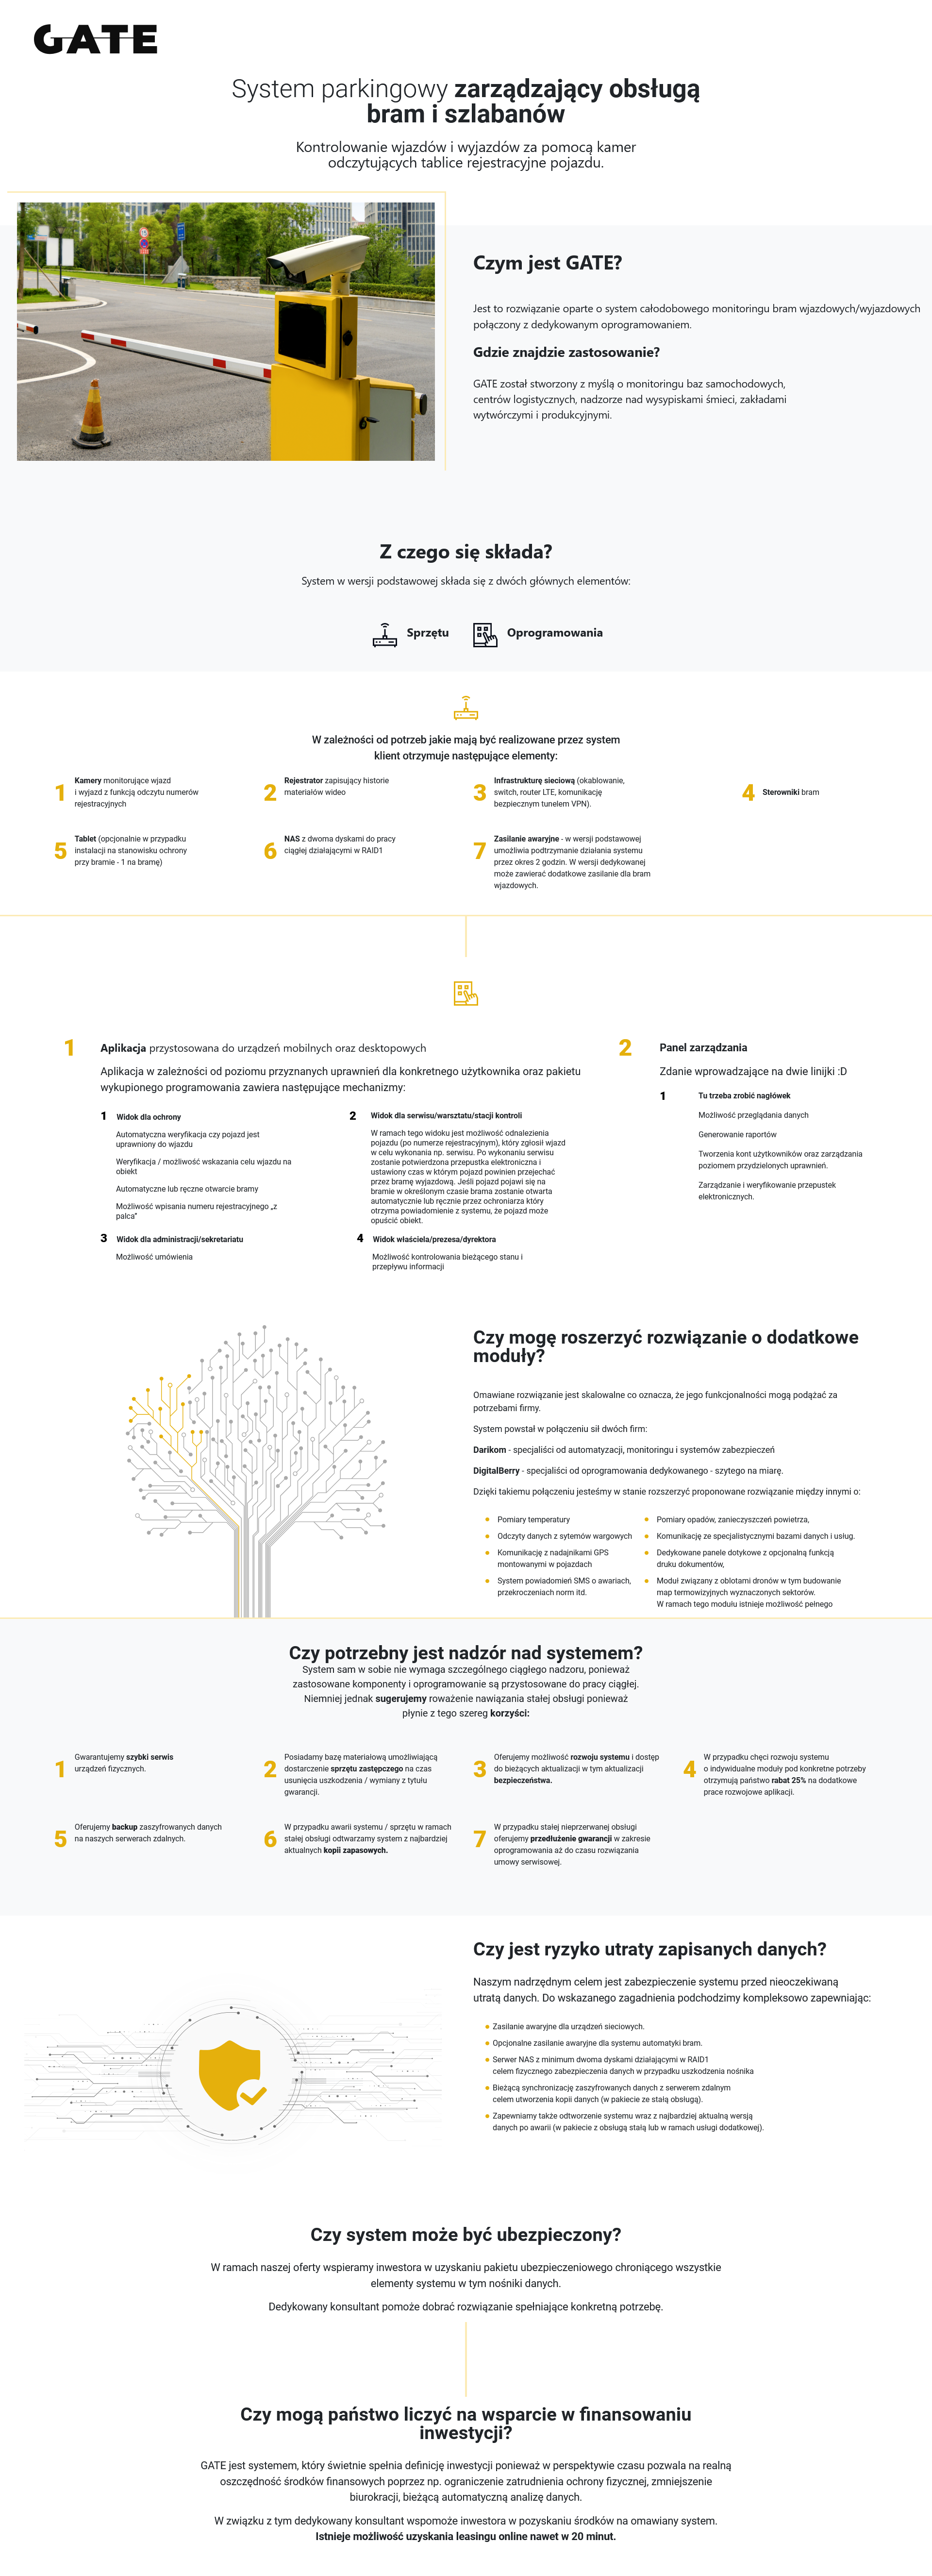 GATE
System parkingowy zarządzający obsługą
bram i szlabanów
Kontrolowanie wjazdów i wyjazdów za pomocą kamer
odczytujących tablice rejestracyjne pojazdu.
Czym jest GATE?
Jest to rozwiązanie oparte o system całodobowego monitoringu bram wjazdowych/wyjazdowych
połączony z dedykowanym oprogramowaniem.
Gdzie znajdzie zastosowanie?
GATE został stworzony z myślą o monitoringu baz samochodowych,
centrów logistycznych, nadzorze nad wysypiskami śmieci, zakładami
wytwórczymi i produkcyjnymi.
Z czego się składa?
System w wersji podstawowej składa się z dwóch głównych elementów:
Sprzętu
Oprogramowania
W zależności od potrzeb jakie mają być realizowane przez system
klient otrzymuje następujące elementy:
1
Kamery monitorujące wjazd
i wyjazd z funkcją odczytu numerów
rejestracyjnych
2
Rejestrator zapisujący historie
materiałów wideo
3
Infrastrukturę sieciową (okablowanie,
switch, router LTE, komunikację
bezpiecznym tunelem VPN).
4
Sterowniki bram
5
Tablet (opcjonalnie w przypadku
instalacji na stanowisku ochrony
przy bramie - 1 na bramę)
6
NAS z dwoma dyskami do pracy
ciągłej działającymi w RAID1
7
Zasilanie awaryjne - w wersji podstawowej
umożliwia podtrzymanie działania systemu
przez okres 2 godzin. W wersji dedykowanej
może zawierać dodatkowe zasilanie dla bram
wjazdowych.
1
Aplikacja przystosowana do urządzeń mobilnych oraz desktopowych
Aplikacja w zależności od poziomu przyznanych uprawnień dla konkretnego użytkownika oraz pakietu
wykupionego programowania zawiera następujące mechanizmy:
1 Widok dla ochrony
Automatyczna weryfikacja czy pojazd jest
uprawniony do wjazdu
Weryfikacja / możliwość wskazania celu wjazdu na
obiekt
Automatyczne lub ręczne otwarcie bramy
Możliwość wpisania numeru rejestracyjnego „z
palca"
2 Widok dla serwisu/warsztatu/stacji kontroli
W ramach tego widoku jest możliwość odnalezienia
pojazdu (po numerze rejestracyjnym), który zgłosił wjazd
w celu wykonania np. serwisu. Po wykonaniu serwisu
zostanie potwierdzona przepustka elektroniczna i
ustawiony czas w którym pojazd powinien przejechać
przez bramę wyjazdową. Jeśli pojazd pojawi się na
bramie w określonym czasie brama zostanie otwarta
automatycznie lub ręcznie przez ochroniarza który
otrzyma powiadomienie z systemu, że pojazd może
opuścić obiekt.
3 Widok dla administracji/sekretariatu
Możliwość umówienia
4 Widok właściela/prezesa/dyrektora
Możliwość kontrolowania bieżącego stanu i
przepływu informacji
2
Panel zarządzania
Zdanie wprowadzające na dwie linijki :D
1 Tu trzeba zrobić nagłówek
Możliwość przeglądania danych
Generowanie raportów
Tworzenia kont użytkowników oraz zarządzania
poziomem przydzielonych uprawnień.
Zarządzanie i weryfikowanie przepustek
elektronicznych.
Czy mogę roszerzyć rozwiązanie o dodatkowe
moduły?
Omawiane rozwiązanie jest skalowalne co oznacza, że jego funkcjonalności mogą podążać za
potrzebami firmy.
System powstał w połączeniu sił dwóch firm:
Darikom - specjaliści od automatyzacji, monitoringu i systemów zabezpieczeń
DigitalBerry - specjaliści od oprogramowania dedykowanego - szytego na miarę.
Dzięki takiemu połączeniu jesteśmy w stanie rozszerzyć proponowane rozwiązanie między innymi o:
Pomiary temperatury
Odczyty danych z sytemów wargowych
Komunikację z nadajnikami GPS
montowanymi w pojazdach
System powiadomień SMS o awariach,
przekroczeniach norm itd.
Pomiary opadów, zanieczyszczeń powietrza,
Komunikację ze specjalistycznymi bazami danych i usług.
Dedykowane panele dotykowe z opcjonalną funkcją
druku dokumentów,
Moduł związany z oblotami dronów w tym budowanie
map termowizyjnych wyznaczonych sektorów.
W ramach tego modułu istnieje możliwość pełnego
Czy potrzebny jest nadzór nad systemem?
System sam w sobie nie wymaga szczególnego ciągłego nadzoru, ponieważ
zastosowane komponenty i oprogramowanie są przystosowane do pracy ciągłej.
Niemniej jednak sugerujemy roważenie nawiązania stałej obsługi ponieważ
płynie z tego szereg korzyści:
1
Gwarantujemy szybki serwis
urządzeń fizycznych.
2
Posiadamy bazę materiałową umożliwiającą
dostarczenie sprzętu zastępczego na czas
usunięcia uszkodzenia / wymiany z tytułu
gwarancji.
3
Oferujemy możliwość rozwoju systemu i dostęp
do bieżących aktualizacji w tym aktualizacji
bezpieczeństwa.
4
W przypadku chęci rozwoju systemu
o indywidualne moduły pod konkretne potrzeby
otrzymują państwo rabat 25% na dodatkowe
prace rozwojowe aplikacji.
5
Oferujemy backup zaszyfrowanych danych
na naszych serwerach zdalnych.
6
W przypadku awarii systemu / sprzętu w ramach
stałej obsługi odtwarzamy system z najbardziej
aktualnych kopii zapasowych.
7
W przypadku stałej nieprzerwanej obsługi
oferujemy przedłużenie gwarancji w zakresie
oprogramowania aż do czasu rozwiązania
umowy serwisowej.
Czy jest ryzyko utraty zapisanych danych?
Naszym nadrzędnym celem jest zabezpieczenie systemu przed nieoczekiwaną
utratą danych. Do wskazanego zagadnienia podchodzimy kompleksowo zapewniając:
Zasilanie awaryjne dla urządzeń sieciowych.
Opcjonalne zasilanie awaryjne dla systemu automatyki bram.
Serwer NAS z minimum dwoma dyskami działającymi w RAID1
celem fizycznego zabezpieczenia danych w przypadku uszkodzenia nośnika
Bieżącą synchronizację zaszyfrowanych danych z serwerem zdalnym
celem utworzenia kopii danych (w pakiecie ze stałą obsługą).
Zapewniamy także odtworzenie systemu wraz z najbardziej aktualną wersją
danych po awarii (w pakiecie z obsługą stałą lub w ramach usługi dodatkowej).
Czy system może być ubezpieczony?
W ramach naszej oferty wspieramy inwestora w uzyskaniu pakietu ubezpieczeniowego chroniącego wszystkie
elementy systemu w tym nośniki danych.
Dedykowany konsultant pomoże dobrać rozwiązanie spełniające konkretną potrzebę.
Czy mogą państwo liczyć na wsparcie w finansowaniu
inwestycji?
GATE jest systemem, który świetnie spełnia definicję inwestycji ponieważ w perspektywie czasu pozwala na realną
oszczędność środków finansowych poprzez np. ograniczenie zatrudnienia ochrony fizycznej, zmniejszenie
biurokracji, bieżącą automatyczną analizę danych.
W związku z tym dedykowany konsultant wspomoże inwestora w pozyskaniu środków na omawiany system.
Istnieje możliwość uzyskania leasingu online nawet w 20 minut.